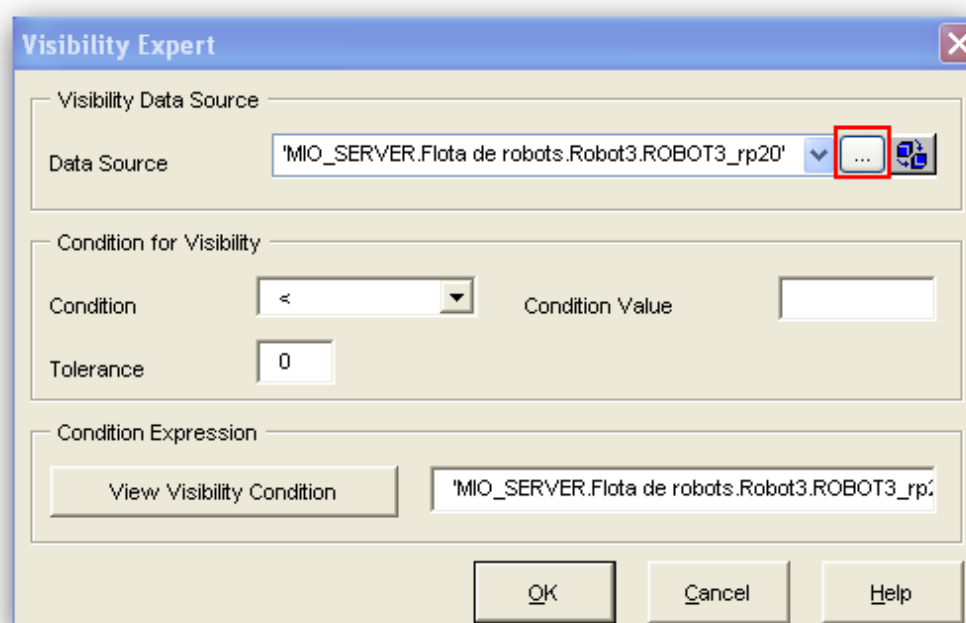 Visibility Expert
Visibility Data Source
Data Source 'MIO_SERVER.Flota de robots.Robot3.ROBOT3_rp20' ...
Condition for Visibility
Condition < Condition Value
Tolerance 0
Condition Expression
View Visibility Condition 'MIO_SERVER.Flota de robots.Robot3.ROBOT3_rp2
OK Cancel Help